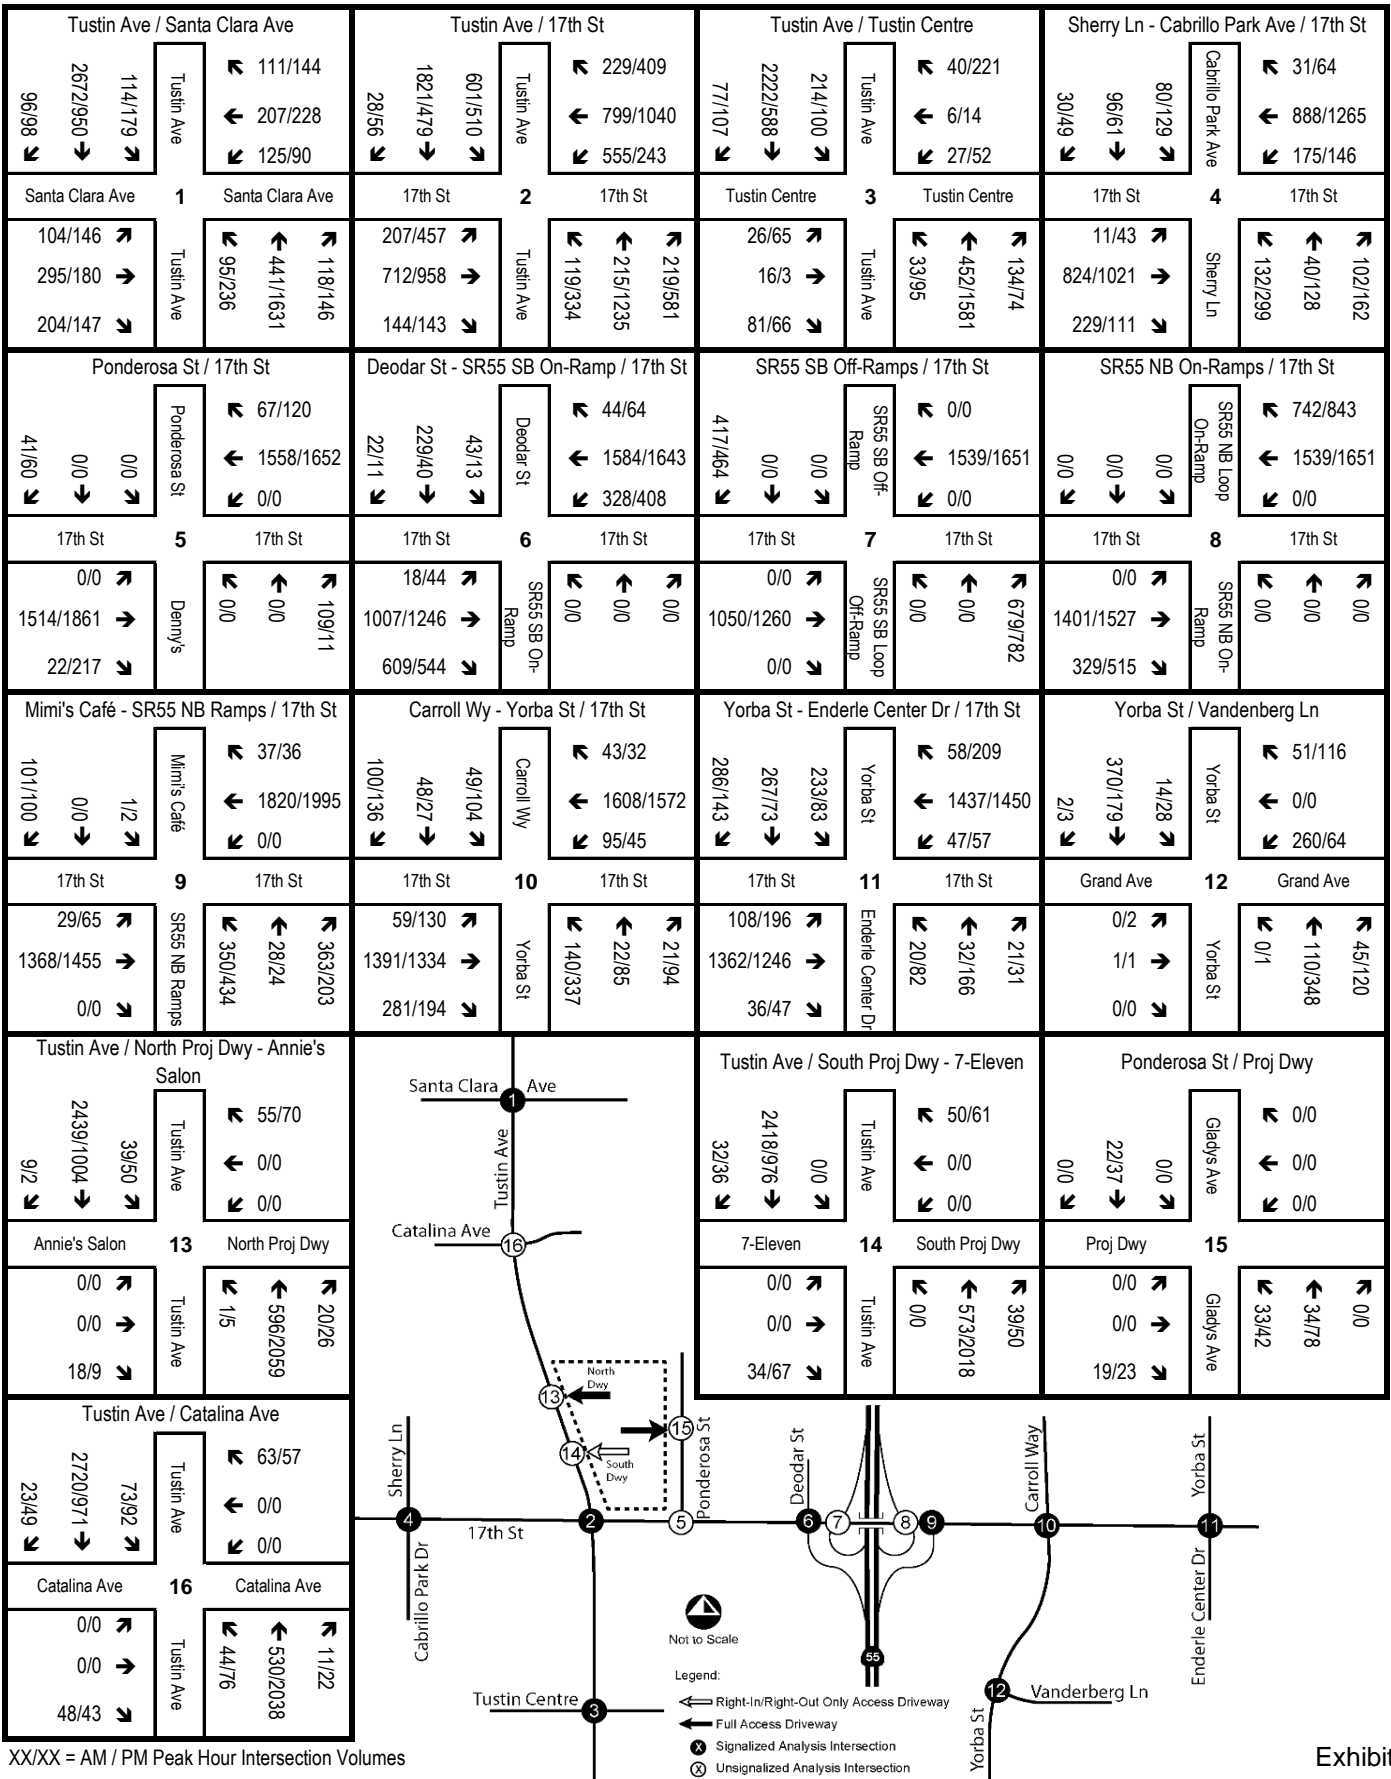 Tustin Ave / Santa Clara Ave
96/98
2672/950
114/179
Tustin Ave
111/144
207/228
125/90
Santa Clara Ave
1
Santa Clara Ave
104/146
295/180
204/147
Tustin Ave
95/236
441/1631
118/146
Tustin Ave / 17th St
28/56
1821/479
601/510
Tustin Ave
229/409
799/1040
555/243
17th St
2
17th St
207/457
712/958
144/143
Tustin Ave
119/334
215/1235
219/581
Tustin Ave / Tustin Centre
77/107
2222/588
214/100
Tustin Ave
40/221
6/14
27/52
Tustin Centre
3
Tustin Centre
26/65
16/3
81/66
Tustin Ave
33/95
452/1581
134/74
Sherry Ln - Cabrillo Park Ave / 17th St
30/49
96/61
80/129
Cabrillo Park Ave
31/64
888/1265
175/146
17th St
4
17th St
11/43
824/1021
229/111
Sherry Ln
132/299
40/128
102/162
Ponderosa St / 17th St
41/60
0/0
0/0
Ponderosa St
67/120
1558/1652
0/0
17th St
5
17th St
0/0
1514/1861
22/217
Denny's
0/0
0/0
109/11
Deodar St - SR55 SB On-Ramp / 17th St
22/11
229/40
43/13
Deodar St
44/64
1584/1643
328/408
17th St
6
17th St
18/44
1007/1246
609/544
SR55 SB On-
Ramp
0/0
0/0
0/0
SR55 SB Off-Ramps / 17th St
417/464
0/0
0/0
SR55 SB Off-
Ramp
0/0
1539/1651
0/0
17th St
7
17th St
0/0
1050/1260
0/0
SR55 SB Loop
Off-Ramp
0/0
0/0
679/782
SR55 NB On-Ramps / 17th St
0/0
0/0
0/0
SR55 NB Loop
On-Ramp
742/843
1539/1651
0/0
17th St
8
17th St
0/0
1401/1527
329/515
SR55 NB On-
Ramp
0/0
0/0
0/0
Mimi's Café - SR55 NB Ramps / 17th St
101/100
0/0
1/2
Mimi's Café
37/36
1820/1995
0/0
17th St
9
17th St
29/65
1368/1455
0/0
SR55 NB Ramps
350/434
28/24
363/203
Carroll Wy - Yorba St / 17th St
100/136
48/27
49/104
Carroll Wy
43/32
1608/1572
95/45
17th St
10
17th St
59/130
1391/1334
281/194
Yorba St
140/337
22/85
21/94
Yorba St - Enderle Center Dr / 17th St
286/143
267/73
233/83
Yorba St
58/209
1437/1450
47/57
17th St
11
17th St
108/196
1362/1246
36/47
Enderle Center Dr
20/82
32/166
21/31
Yorba St / Vandenberg Ln
2/3
370/179
14/28
Yorba St
51/116
0/0
260/64
Grand Ave
12
Grand Ave
0/2
1/1
0/0
Yorba St
0/1
110/348
45/120
Tustin Ave / North Proj Dwy - Annie's
Salon
9/2
2439/1004
39/50
Tustin Ave
55/70
0/0
0/0
Annie's Salon
13
North Proj Dwy
0/0
0/0
18/9
Tustin Ave
1/5
596/2059
20/26
Tustin Ave / South Proj Dwy - 7-Eleven
32/36
2418/976
0/0
Tustin Ave
50/61
0/0
0/0
7-Eleven
14
South Proj Dwy
0/0
0/0
34/67
Tustin Ave
0/0
573/2018
39/50
Ponderosa St / Proj Dwy
0/0
22/37
0/0
Gladys Ave
0/0
0/0
0/0
Proj Dwy
15
0/0
0/0
19/23
Gladys Ave
33/42
34/78
0/0
Tustin Ave / Catalina Ave
23/49
2720/971
73/92
Tustin Ave
63/57
0/0
0/0
Catalina Ave
16
Catalina Ave
0/0
0/0
48/43
Tustin Ave
44/76
530/2038
11/22
Santa Clara Ave
1
Tustin Ave
Catalina Ave
16
North
Dwy
13
15
14
South
Dwy
Ponderosa St
Sherry Ln
Deodar St
Carroll Way
Yorba St
4
2
5
6
7
8
9
10
11
17th St
Cabrillo Park Dr
Enderle Center Dr
Not to Scale
55
Tustin Centre
3
12
Vanderberg Ln
Yorba St
Legend:
Right-In/Right-Out Only Access Driveway
Full Access Driveway
X Signalized Analysis Intersection
X Unsignalized Analysis Intersection
XX/XX = AM / PM Peak Hour Intersection Volumes
Exhibit